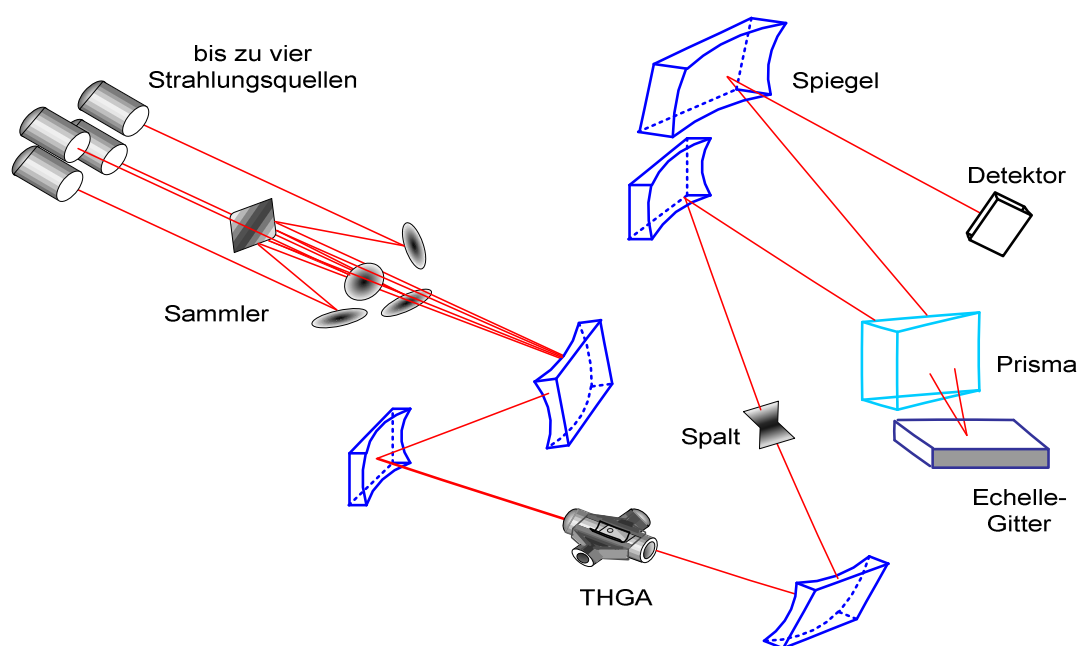 bis zu vier
Strahlungsquellen
Spiegel
Detektor
Sammler
Prisma
Spalt
Echelle-
Gitter
THGA